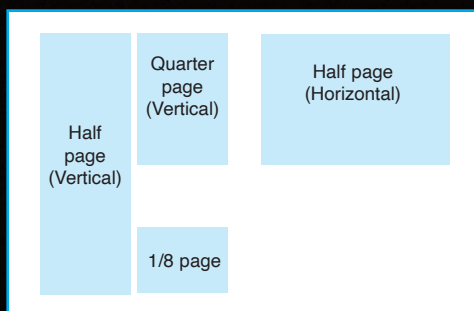 Half
page
(Vertical)
Quarter
page
(Vertical)
1/8 page
Half page
(Horizontal)